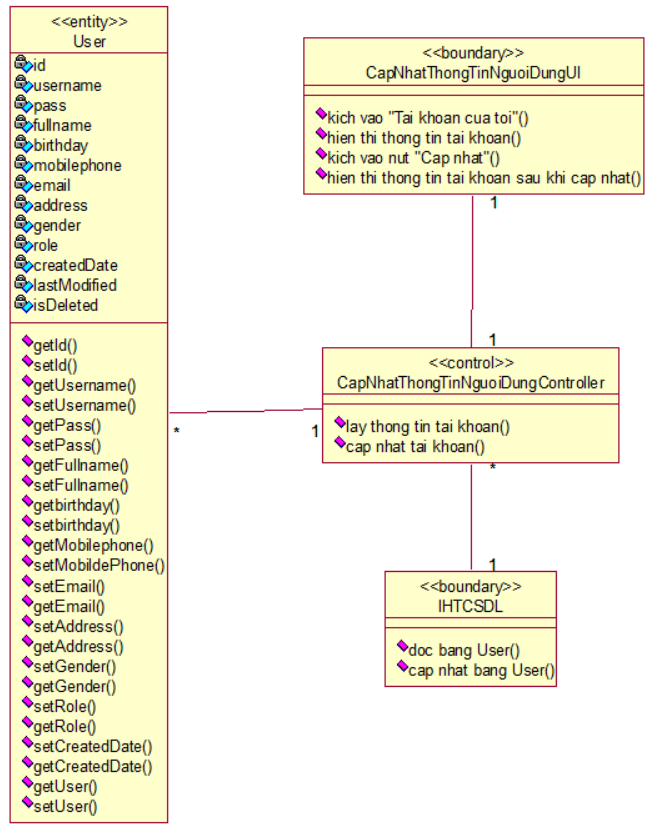 <<entity>>
User
id
username
pass
fullname
birthday
mobilephone
email
address
gender
role
createdDate
lastModified
isDeleted
getId()
setId()
getUsername()
setUsername()
getPass()
setPass()
getFullname()
setFullname()
getbirthday()
setbirthday()
getMobilephone()
setMobildePhone()
setEmail()
getEmail()
setAddress()
getAddress()
setGender()
getGender()
setRole()
getRole()
setCreatedDate()
getCreatedDate()
getUser()
setUser()
<<boundary>>
CapNhatThongTinNguoiDungUI
kich vao "Tai khoan cua toi"()
hien thi thong tin tai khoan()
kich vao nut "Cap nhat"()
hien thi thong tin tai khoan sau khi cap nhat()
1
1
<<control>>
CapNhatThongTinNguoiDungController
lay thong tin tai khoan()
cap nhat tai khoan()
*
1
*
1
<<boundary>>
IHTCSDL
doc bang User()
cap nhat bang User()